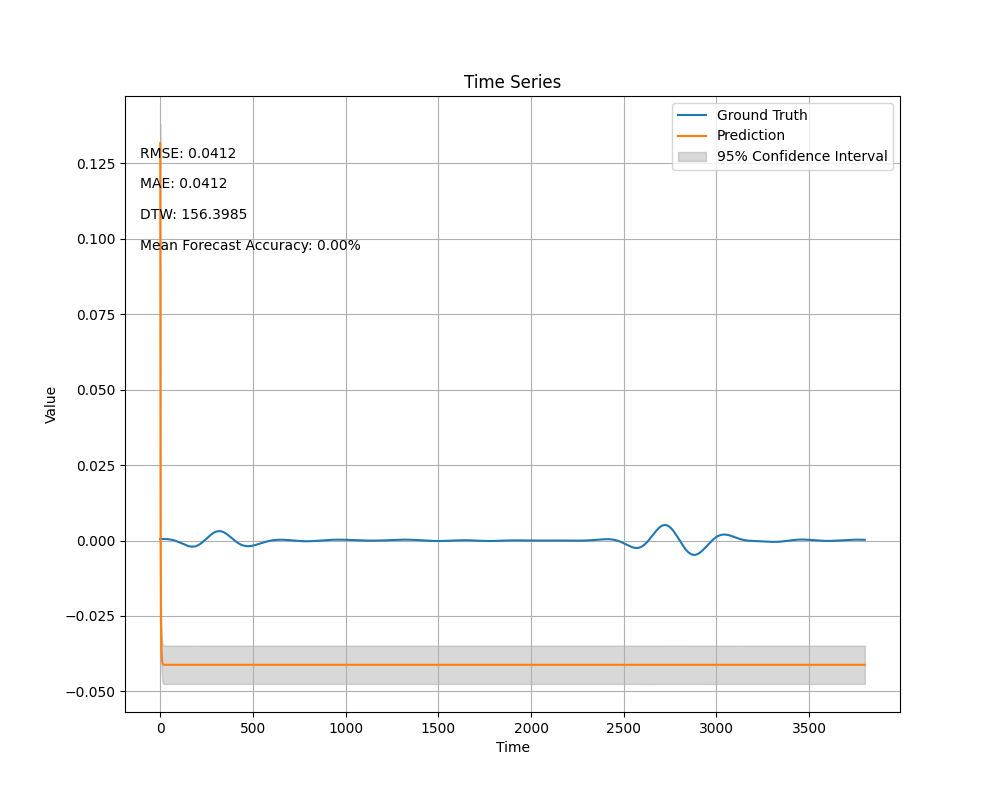 Time Series
Ground Truth
Prediction
95% Confidence Interval
RMSE: 0.0412
MAE: 0.0412
DTW: 156.3985
Mean Forecast Accuracy: 0.00%
Value
0.125
0.100
0.075
0.050
0.025
0.000
−0.025
−0.050
0 500 1000 1500 2000 2500 3000 3500
Time